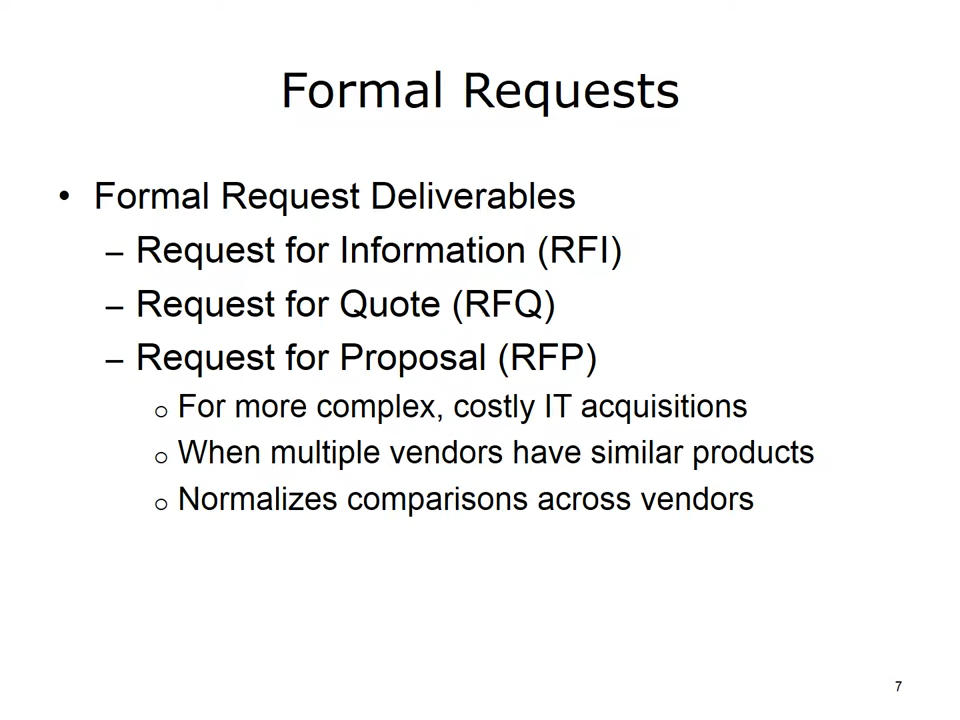 Formal Requests
• Formal Request Deliverables
– Request for Information (RFI)
– Request for Quote (RFQ)
– Request for Proposal (RFP)
o For more complex, costly IT acquisitions
o When multiple vendors have similar products
o Normalizes comparisons across vendors
7